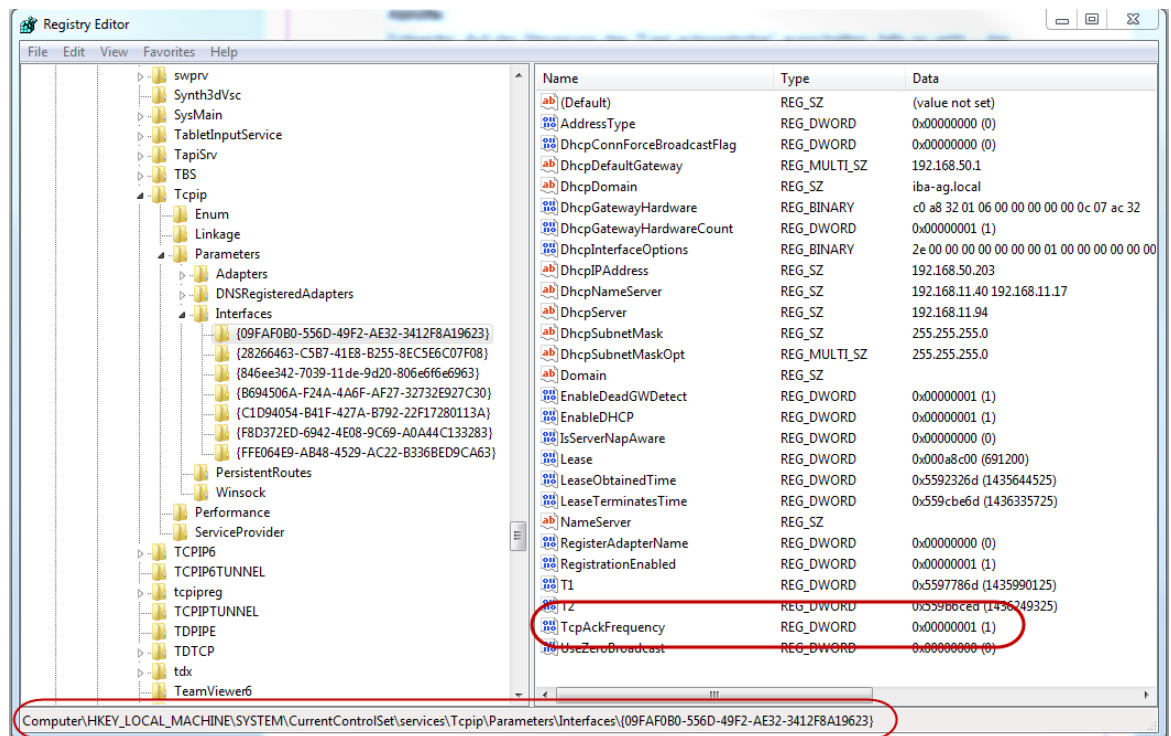 Registry Editor
File Edit View Favorites Help
swprv
Synth3dVsc
SysMain
TabletInputService
TapiSrv
TBS
Tcpip
Enum
Linkage
Parameters
Adapters
DNSRegisteredAdapters
Interfaces
{09FAF0B0-556D-49F2-AE32-3412F8A19623}
{28266463-C5B7-41E8-B255-8EC5E6C07F08}
{846ee342-7039-11de-9d20-806e6f6e6963}
{B694506A-F24A-4A6F-AF27-32732E927C30}
{C1D94054-B41F-427A-B792-22F17280113A}
{F8D372ED-6942-4E08-9C69-A0A44C133283}
{FFE064E9-AB48-4529-AC22-B336BED9CA63}
PersistentRoutes
Winsock
Performance
ServiceProvider
TCPIP6
TCPIP6TUNNEL
tcpipreg
TCPIPTUNNEL
TDPIPE
TDTCP
tdx
TeamViewer6
Name Type Data
(Default) REG_SZ (value not set)
AddressType REG_DWORD 0x00000000 (0)
DhcpConnForceBroadcastFlag REG_DWORD 0x00000000 (0)
DhcpDefaultGateway REG_MULTI_SZ 192.168.50.1
DhcpDomain REG_SZ iba-ag.local
DhcpGatewayHardware REG_BINARY c0 a8 32 01 06 00 00 00 00 00 0c 07 ac 32
DhcpGatewayHardwareCount REG_DWORD 0x00000001 (1)
DhcpInterfaceOptions REG_BINARY 2e 00 00 00 00 00 00 00 01 00 00 00 00 00 00
DhcpIPAddress REG_SZ 192.168.50.203
DhcpNameServer REG_SZ 192.168.11.40 192.168.11.17
DhcpServer REG_SZ 192.168.11.94
DhcpSubnetMask REG_SZ 255.255.255.0
DhcpSubnetMaskOpt REG_MULTI_SZ 255.255.255.0
Domain REG_SZ
EnableDeadGWDetect REG_DWORD 0x00000001 (1)
EnableDHCP REG_DWORD 0x00000001 (1)
IsServerNapAware REG_DWORD 0x00000000 (0)
Lease REG_DWORD 0x000a8c00 (691200)
LeaseObtainedTime REG_DWORD 0x5592326d (1435644525)
LeaseTerminatesTime REG_DWORD 0x559cbe6d (1436335725)
NameServer REG_SZ
RegisterAdapterName REG_DWORD 0x00000000 (0)
RegistrationEnabled REG_DWORD 0x00000001 (1)
T1 REG_DWORD 0x5597786d (1435990125)
T2 REG_DWORD 0x559b6ced (1436249325)
TcpAckFrequency REG_DWORD 0x00000001 (1)
UseZeroBroadcast REG_DWORD 0x00000000 (0)
Computer\HKEY_LOCAL_MACHINE\SYSTEM\CurrentControlSet\services\Tcpip\Parameters\Interfaces\{09FAF0B0-556D-49F2-AE32-3412F8A19623}